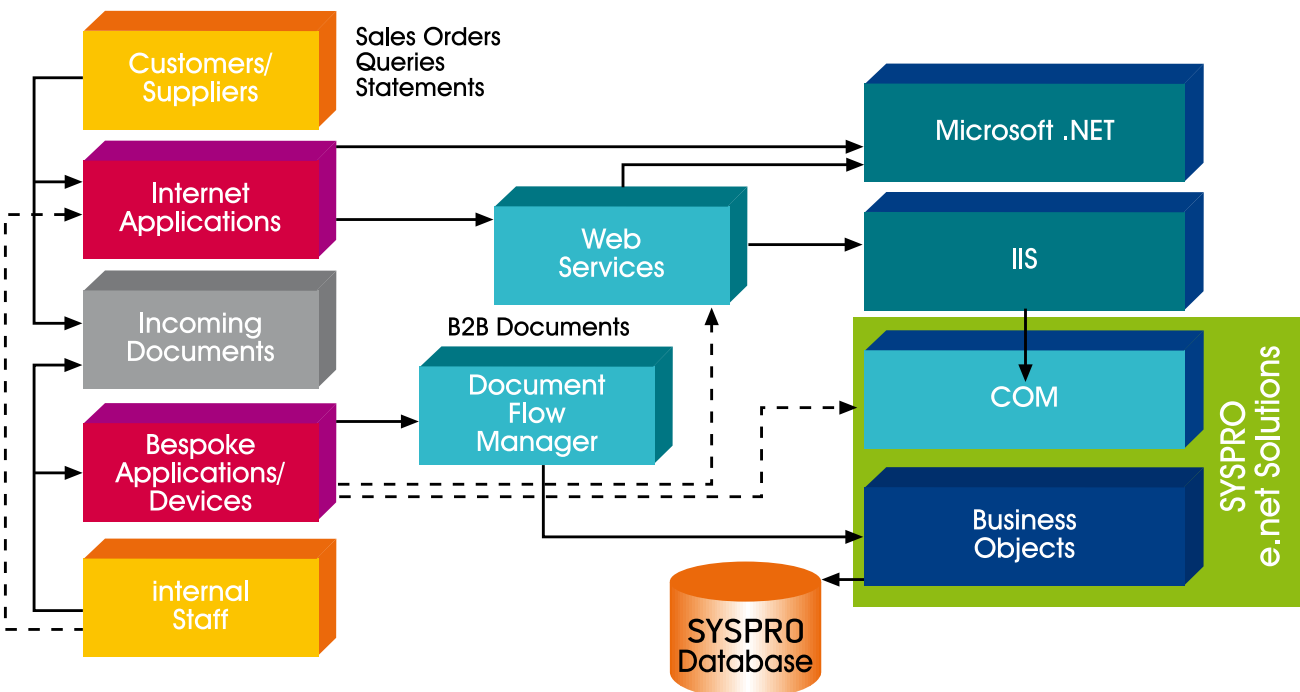 Customers/
Suppliers
Sales Orders
Queries
Statements
Microsoft .NET
Internet
Applications
Web
Services
IIS
Incoming
Documents
B2B Documents
Document
Flow
Manager
COM
SYSPRO
e.net Solutions
Bespoke
Applications/
Devices
Business
Objects
internal
Staff
SYSPRO
Database